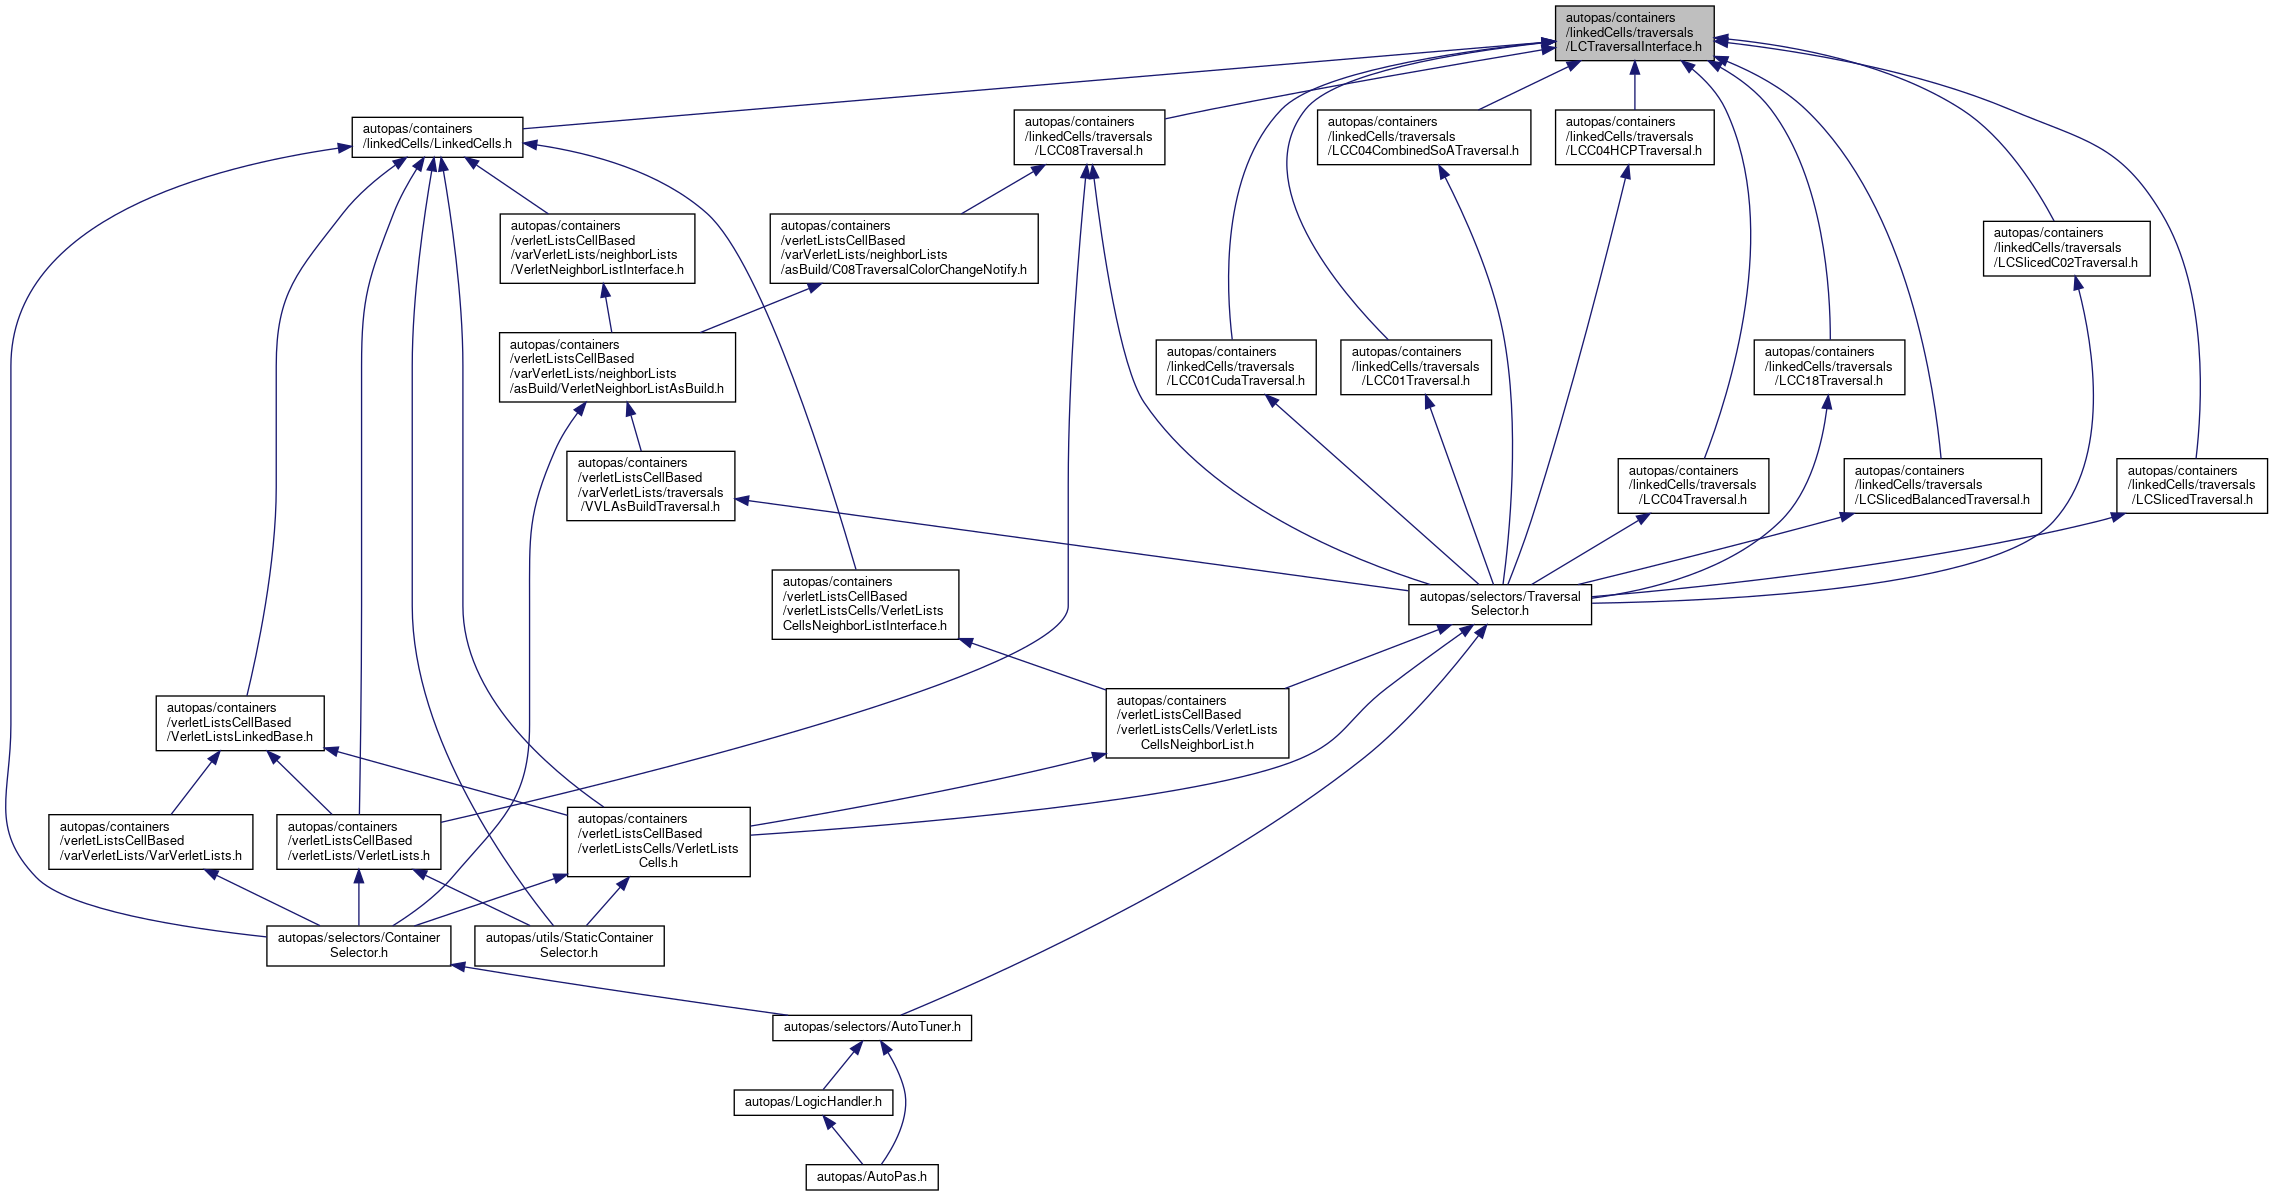 autopas/containers
/linkedCells/traversals
/LCTraversalInterface.h
autopas/containers
/linkedCells/LinkedCells.h
autopas/containers
/linkedCells/traversals
/LCC08Traversal.h
autopas/containers
/linkedCells/traversals
/LCC04CombinedSoATraversal.h
autopas/containers
/linkedCells/traversals
/LCC04HCPTraversal.h
autopas/containers
/verletListsCellBased
/varVerletLists/neighborLists
/VerletNeighborListInterface.h
autopas/containers
/verletListsCellBased
/varVerletLists/neighborLists
/asBuild/C08TraversalColorChangeNotify.h
autopas/containers
/linkedCells/traversals
/LCSlicedC02Traversal.h
autopas/containers
/verletListsCellBased
/varVerletLists/neighborLists
/asBuild/VerletNeighborListAsBuild.h
autopas/containers
/linkedCells/traversals
/LCC01CudaTraversal.h
autopas/containers
/linkedCells/traversals
/LCC01Traversal.h
autopas/containers
/linkedCells/traversals
/LCC18Traversal.h
autopas/containers
/verletListsCellBased
/varVerletLists/traversals
/VVLAsBuildTraversal.h
autopas/containers
/linkedCells/traversals
/LCC04Traversal.h
autopas/containers
/linkedCells/traversals
/LCSlicedBalancedTraversal.h
autopas/containers
/linkedCells/traversals
/LCSlicedTraversal.h
autopas/containers
/verletListsCellBased
/verletListsCells/VerletLists
CellsNeighborListInterface.h
autopas/selectors/Traversal
Selector.h
autopas/containers
/verletListsCellBased
/VerletListsLinkedBase.h
autopas/containers
/verletListsCellBased
/verletListsCells/VerletLists
CellsNeighborList.h
autopas/containers
/verletListsCellBased
/varVerletLists/VarVerletLists.h
autopas/containers
/verletListsCellBased
/verletLists/VerletLists.h
autopas/containers
/verletListsCellBased
/verletListsCells/VerletLists
Cells.h
autopas/selectors/Container
Selector.h
autopas/utils/StaticContainer
Selector.h
autopas/selectors/AutoTuner.h
autopas/LogicHandler.h
autopas/AutoPas.h